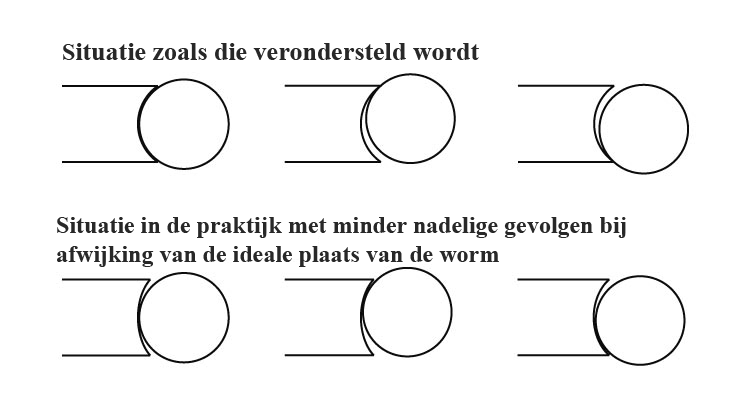 Situatie zoals die verondersteld wordt
Situatie in de praktijk met minder nadelige gevolgen bij
afwijking van de ideale plaats van de worm